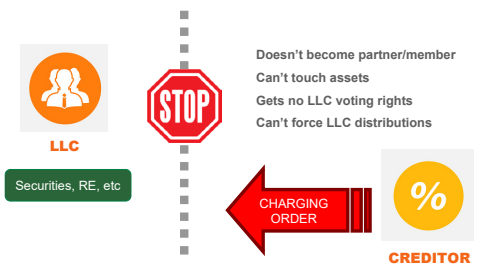 Doesn't become partner/member
Can't touch assets
Gets no LLC voting rights
Can't force LLC distributions
STOP
LLC
Securities, RE, etc
CHARGING
ORDER
%
CREDITOR